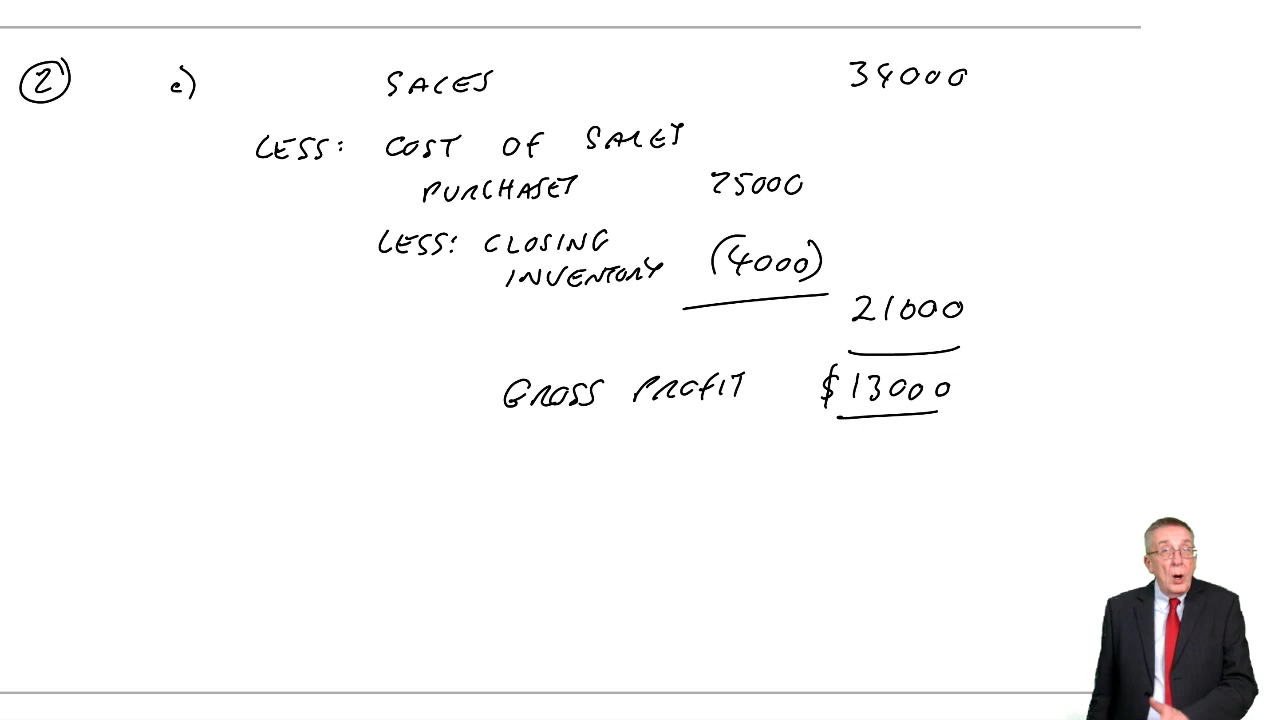 2 a) SALES 34000
LESS: COST OF SALES
PURCHASES 25000
LESS: CLOSING
INVENTORY (4000)
21000
GROSS PROFIT $13000